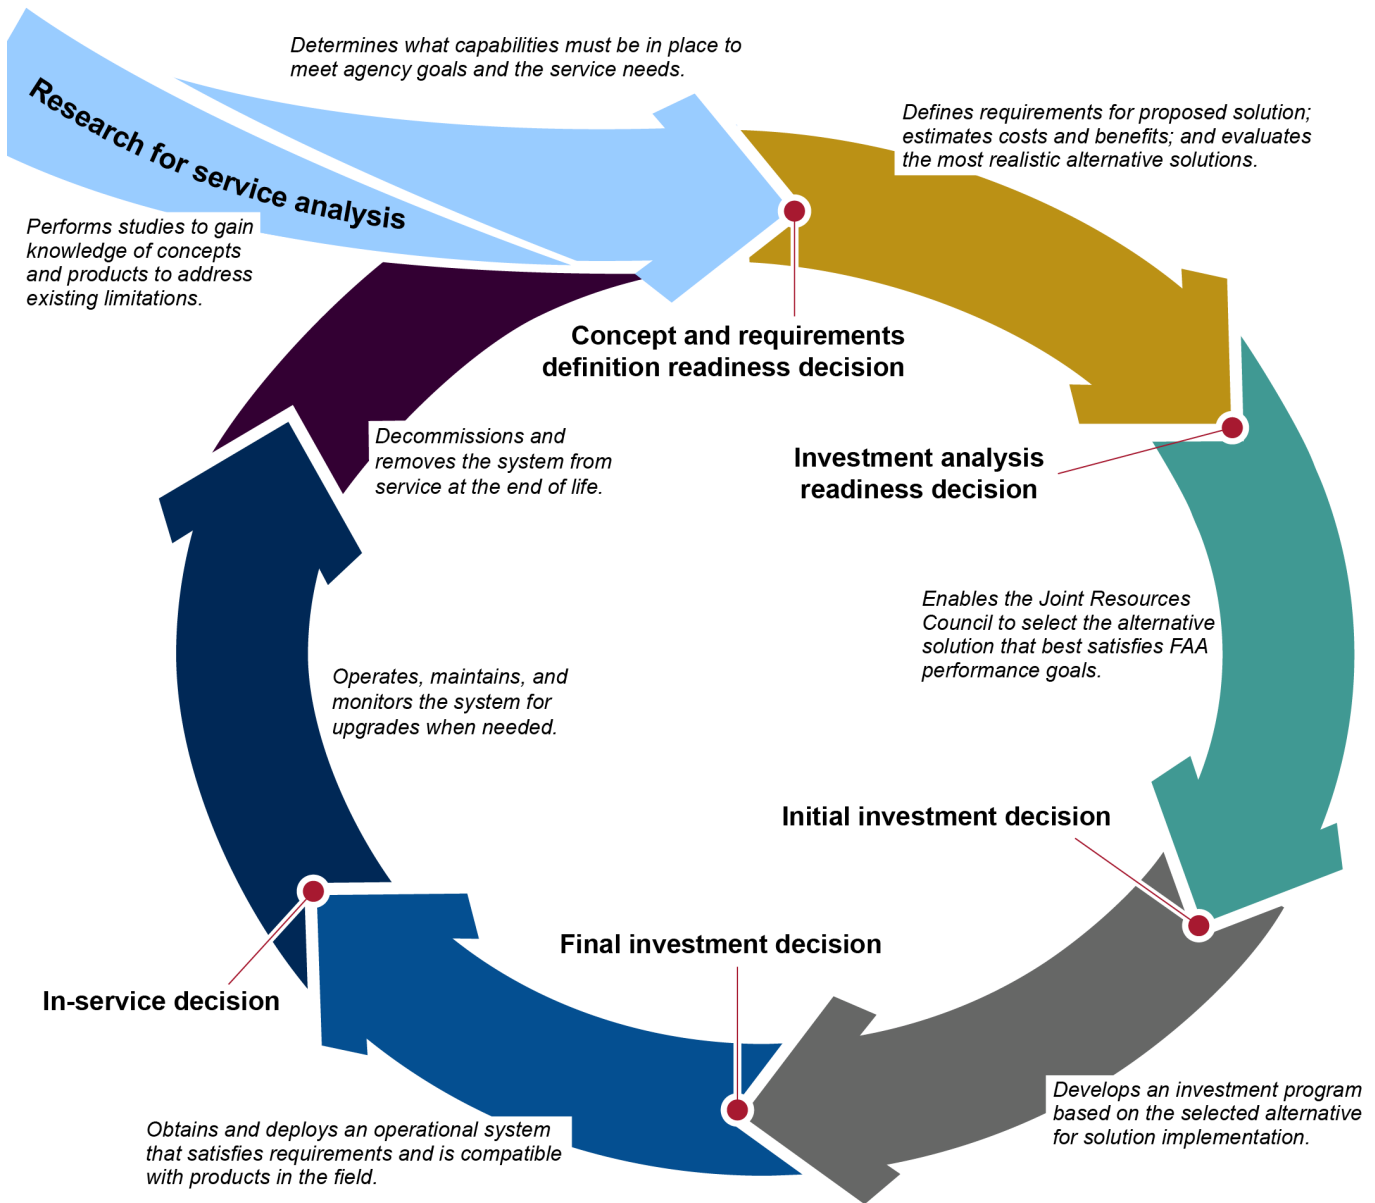 Determines what capabilities must be in place to
meet agency goals and the service needs.
Research for service analysis
Performs studies to gain
knowledge of concepts
and products to address
existing limitations.
Defines requirements for proposed solution;
estimates costs and benefits; and evaluates
the most realistic alternative solutions.
Concept and requirements
definition readiness decision
Investment analysis
readiness decision
Enables the Joint Resources
Council to select the alternative
solution that best satisfies FAA
performance goals.
Initial investment decision
Develops an investment program
based on the selected alternative
for solution implementation.
Final investment decision
Obtains and deploys an operational system
that satisfies requirements and is compatible
with products in the field.
In-service decision
Operates, maintains, and
monitors the system for
upgrades when needed.
Decommissions and
removes the system from
service at the end of life.